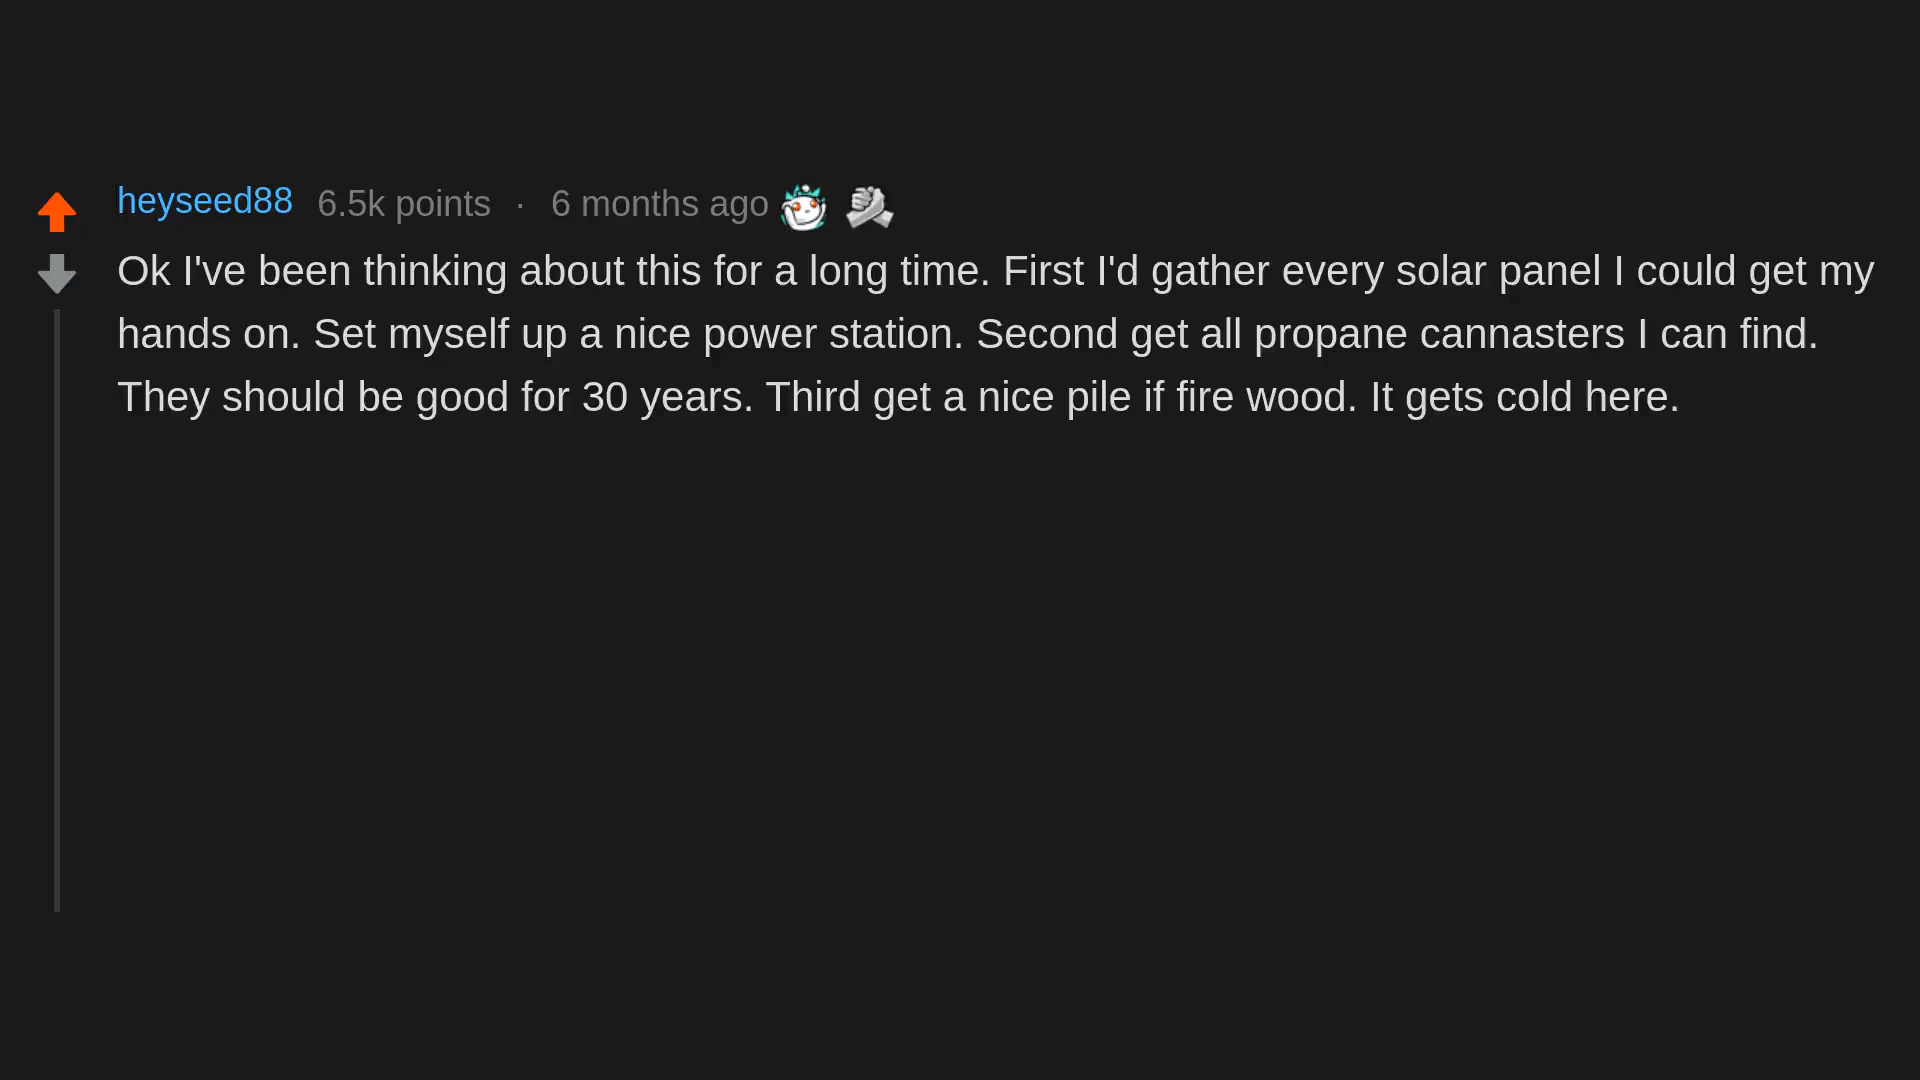 heyseed88 6.5k points · 6 months ago
Ok I've been thinking about this for a long time. First I'd gather every solar panel I could get my
hands on. Set myself up a nice power station. Second get all propane cannasters I can find.
They should be good for 30 years. Third get a nice pile if fire wood. It gets cold here.